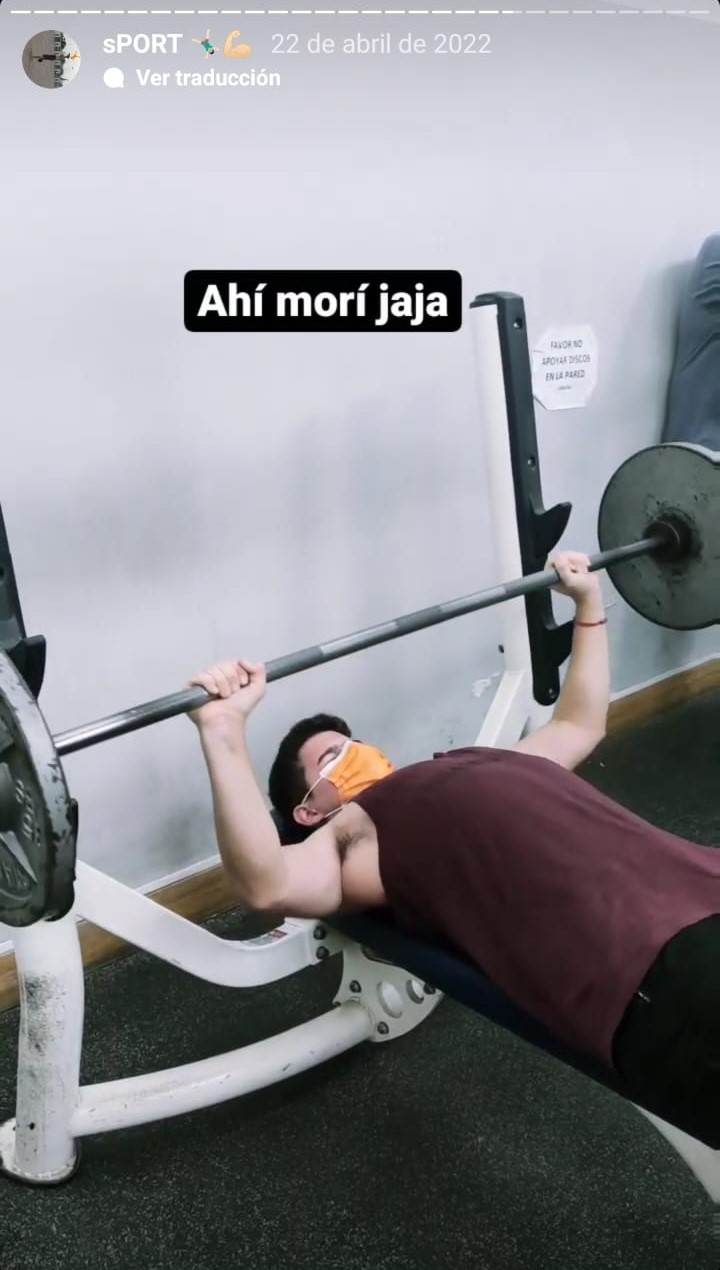 sPORT 🤸🏻‍♂️💪🏼 22 de abril de 2022
Ver traducción
Ahí morí jaja
FAVOR NO
APOYAR DISCOS
EN LA PARED